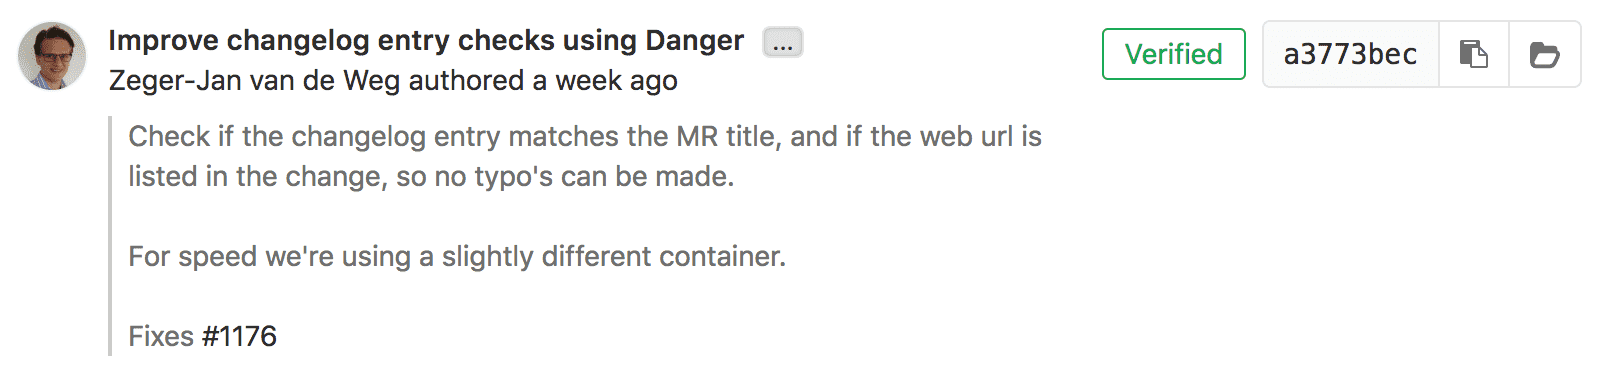 Improve changelog entry checks using Danger ...
Zeger-Jan van de Weg authored a week ago
Verified
a3773bec
Check if the changelog entry matches the MR title, and if the web url is
listed in the change, so no typo's can be made.
For speed we're using a slightly different container.
Fixes #1176